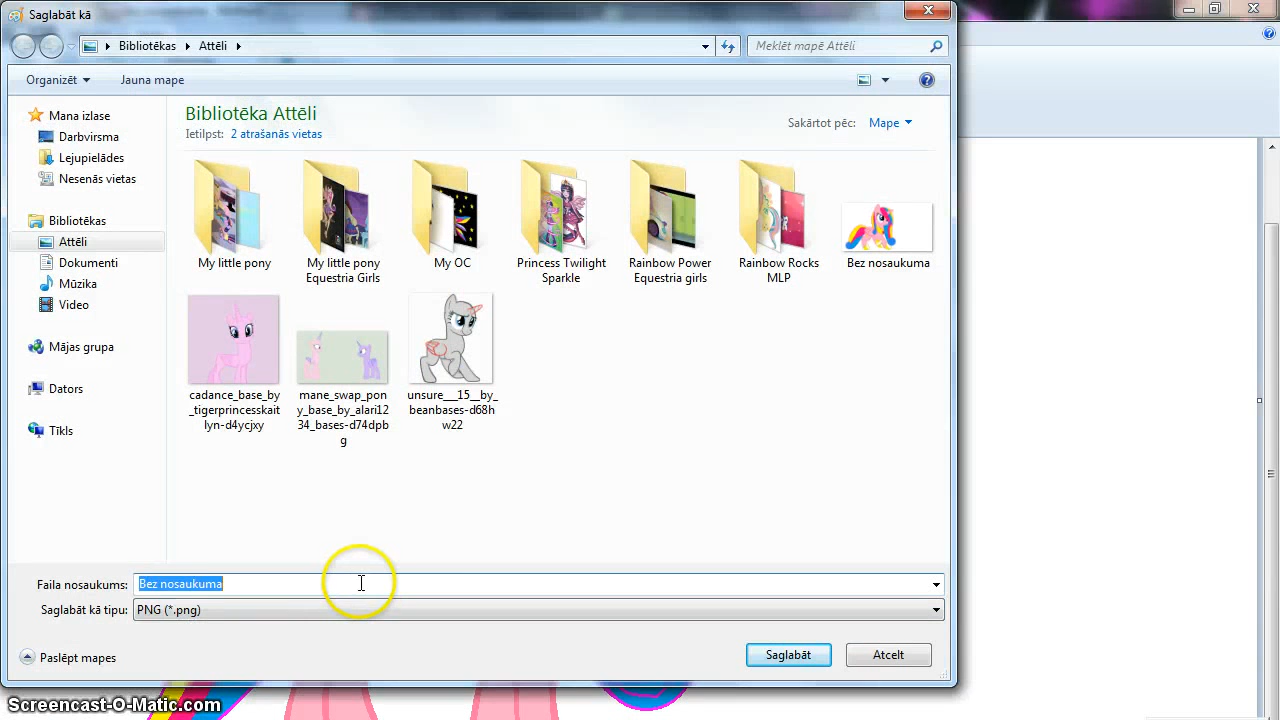 Saglabāt kā
Bibliotēkas
Attēli
Meklēt mapē Attēli
Organizēt
Jauna mape
Mana izlase
Darbvirsma
Lejupielādes
Nesenās vietas
Bibliotēkas
Attēli
Dokumenti
Mūzika
Video
Mājas grupa
Dators
Tīkls
Bibliotēka Attēli
Ietilpst: 2 atrašanās vietas
Sakārtot pēc: Mape
My little pony
My little pony
Equestria Girls
My OC
Princess Twilight
Sparkle
Rainbow Power
Equestria girls
Rainbow Rocks
MLP
Bez nosaukuma
cadance_base_by
_tigerprincesskait
lyn-d4ycjxy
mane_swap_pon
y_base_by_alari12
34_bases-d74dpb
g
unsure___15__by_
beanbases-d68h
w22
Faila nosaukums: Bez nosaukuma
Saglabāt kā tipu: PNG (*.png)
Paslēpt mapes
Saglabāt
Atcelt
Screencast-O-Matic.com